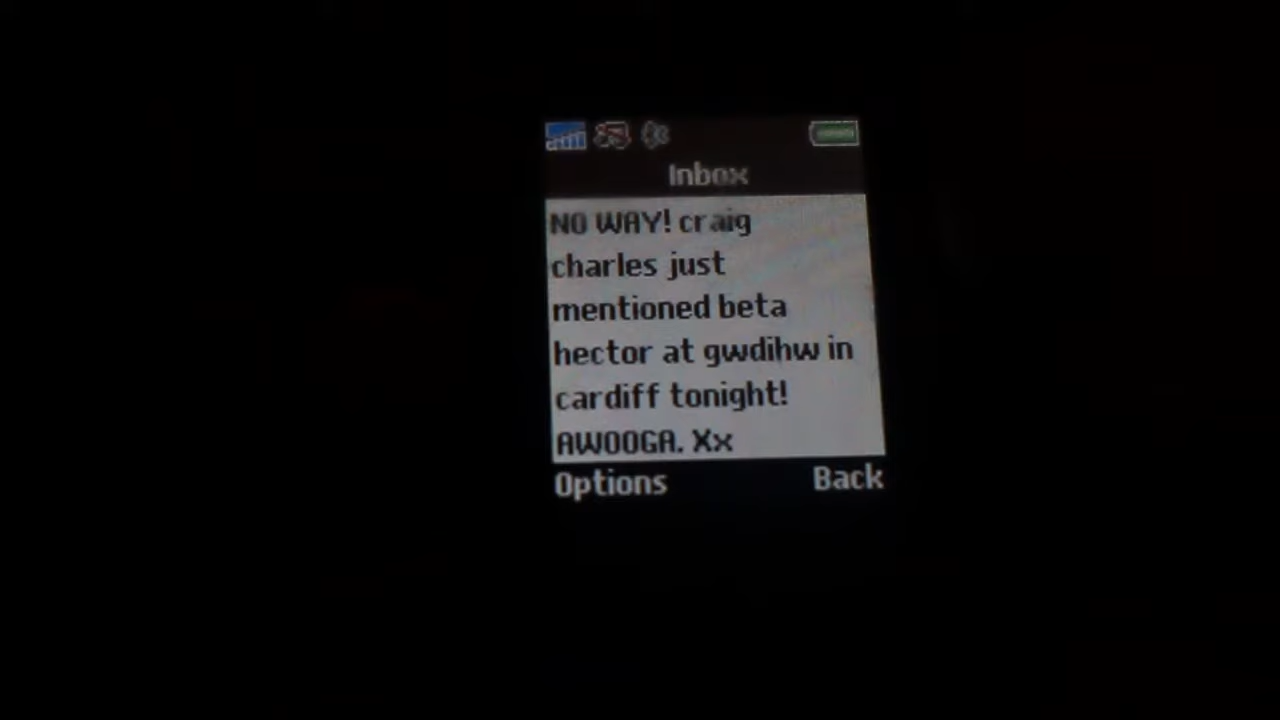 Inbox
NO WAY! craig
charles just
mentioned beta
hector at gwdihw in
cardiff tonight!
AWOOGA. Xx
Options Back